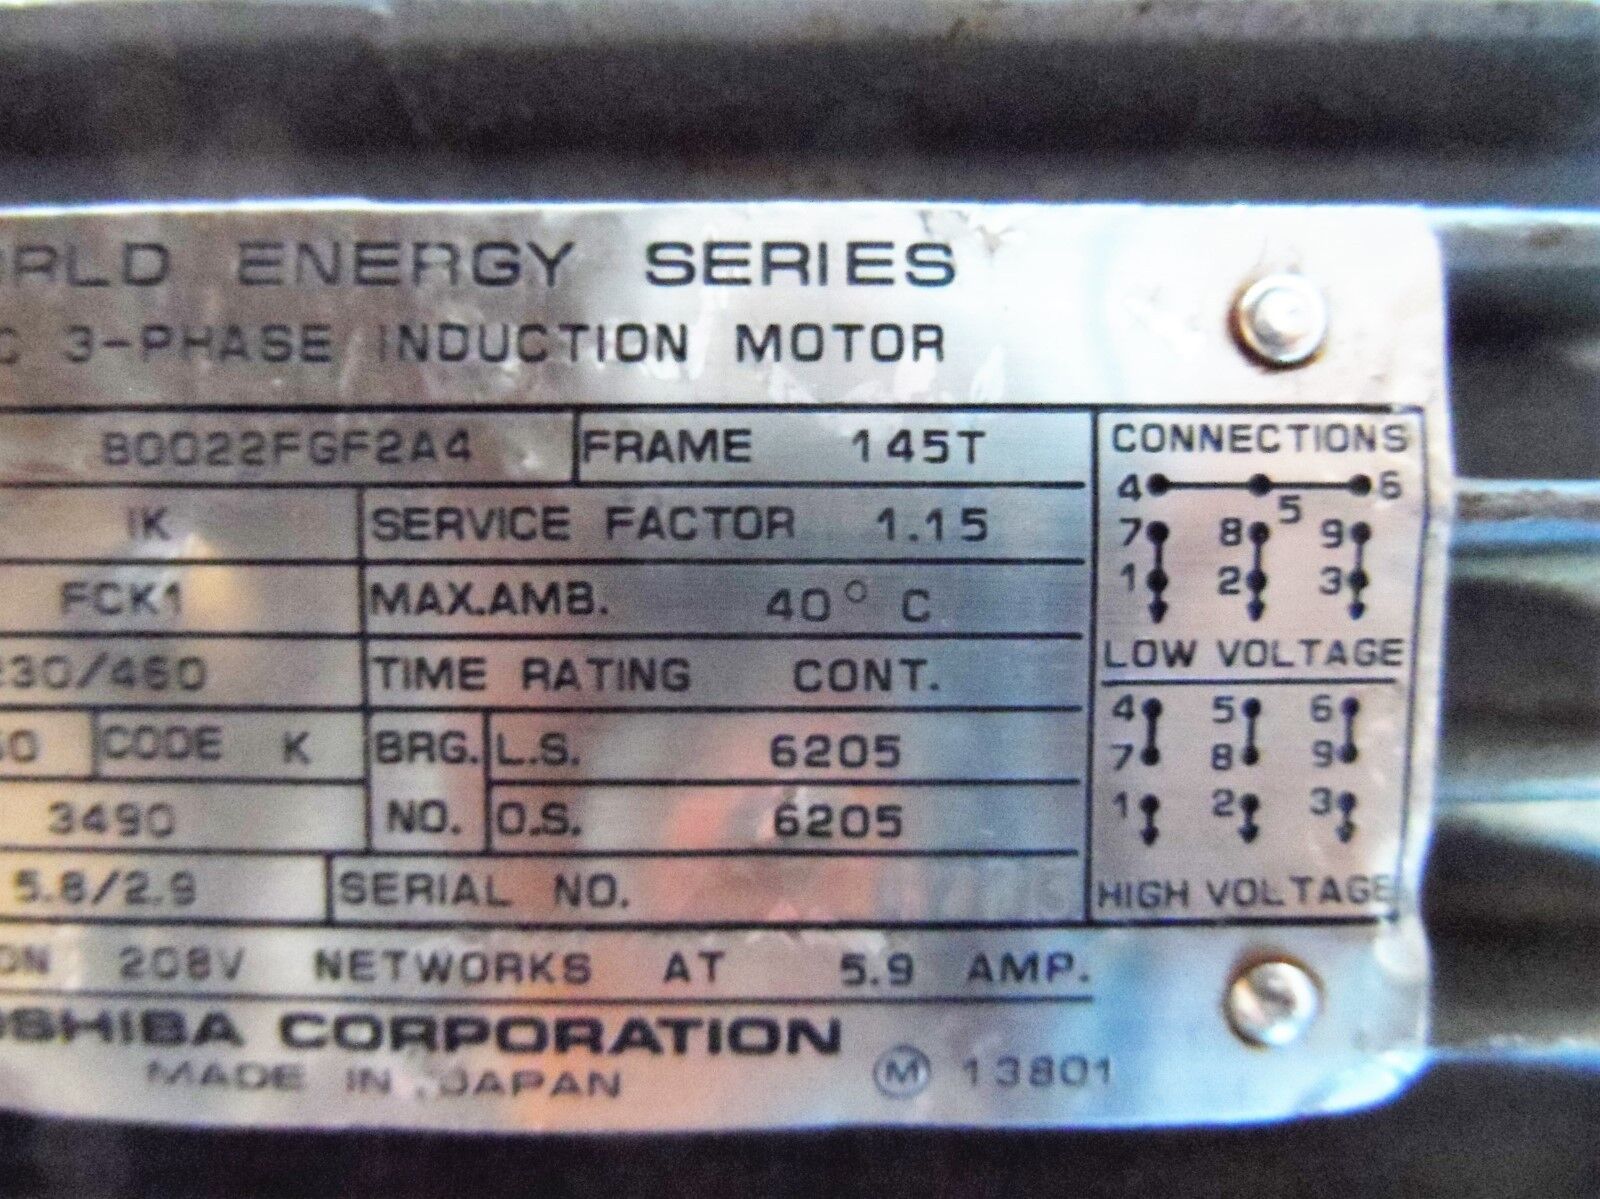 RLD ENERGY SERIES
C 3-PHASE INDUCTION MOTOR
B0022FGF2A4 FRAME 145T
IK SERVICE FACTOR 1.15
FCK1 MAX.AMB. 40° C
230/460 TIME RATING CONT.
60 CODE K BRG. L.S. 6205
3490 NO. O.S. 6205
5.8/2.9 SERIAL NO.
ON 208V NETWORKS AT 5.9 AMP.
OSHIBA CORPORATION
MADE IN JAPAN M 13801
CONNECTIONS
4 5 6
7 8 9
1 2 3
LOW VOLTAGE
4 5 6
7 8 9
1 2 3
HIGH VOLTAGE